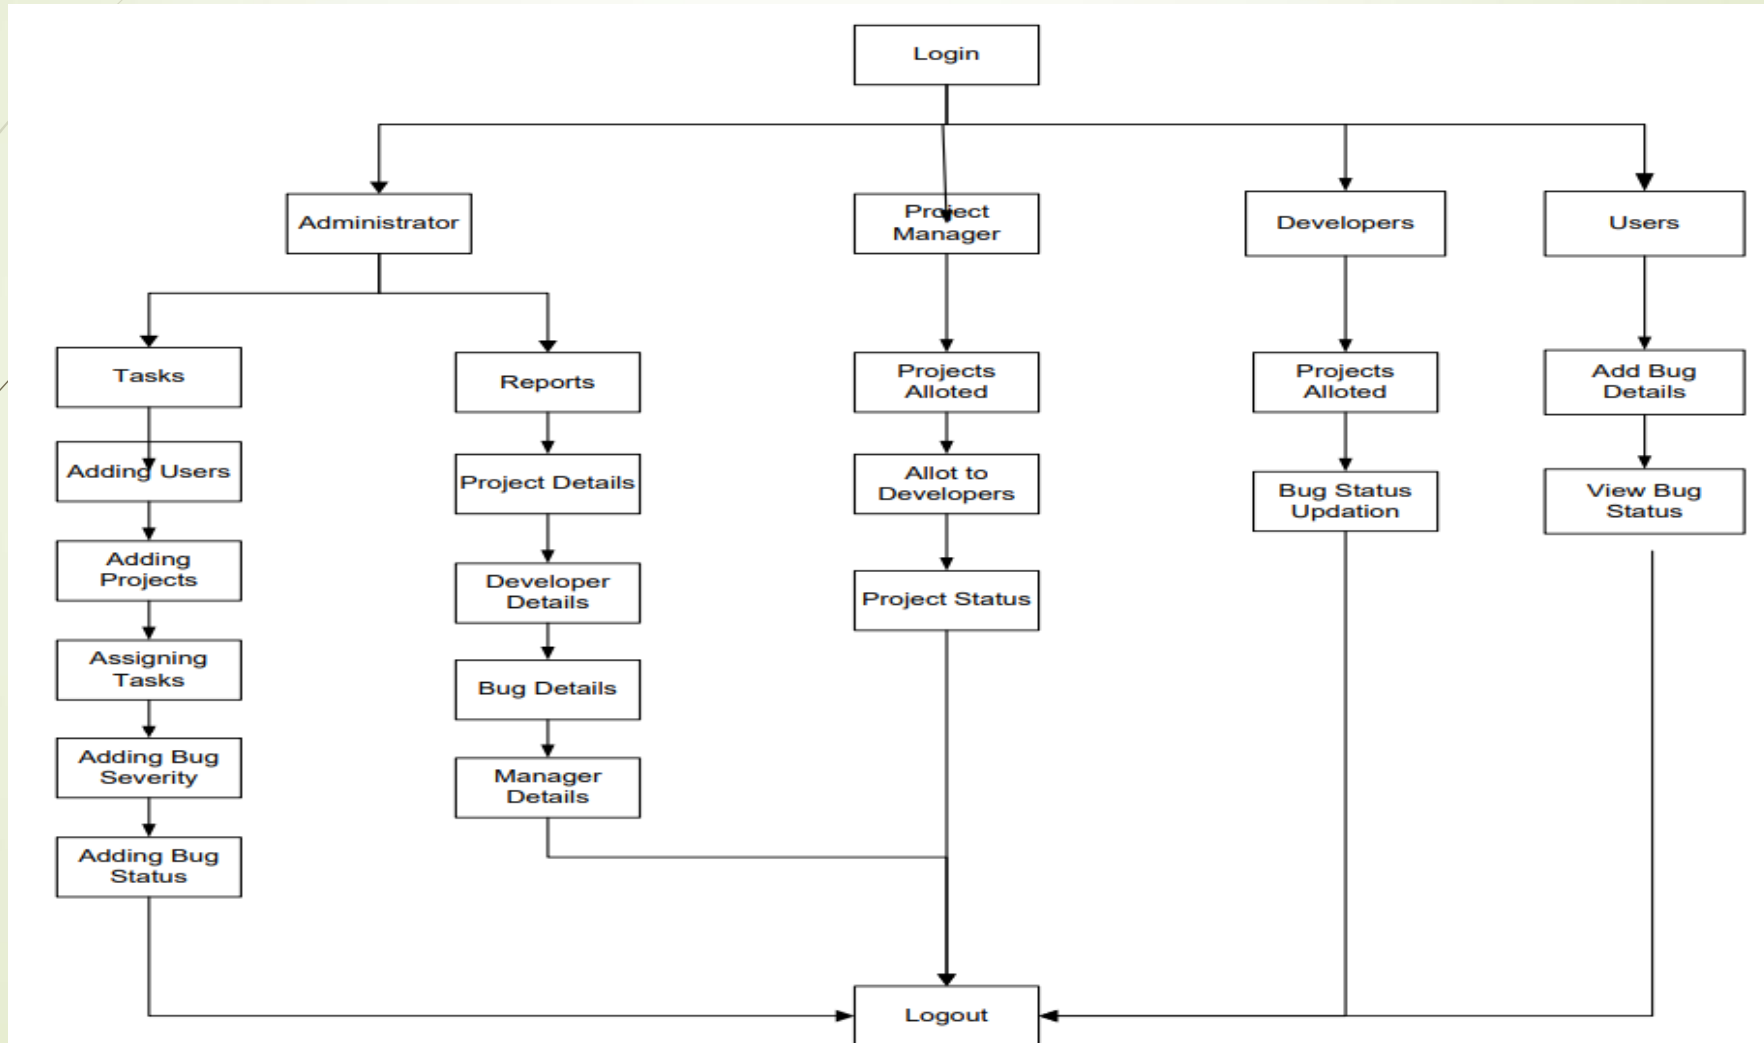 Login
Administrator
Project
Manager
Developers
Users
Tasks
Reports
Projects
Alloted
Projects
Alloted
Add Bug
Details
Adding Users
Project Details
Allot to
Developers
Bug Status
Updation
View Bug
Status
Adding
Projects
Developer
Details
Project Status
Assigning
Tasks
Bug Details
Adding Bug
Severity
Manager
Details
Adding Bug
Status
Logout